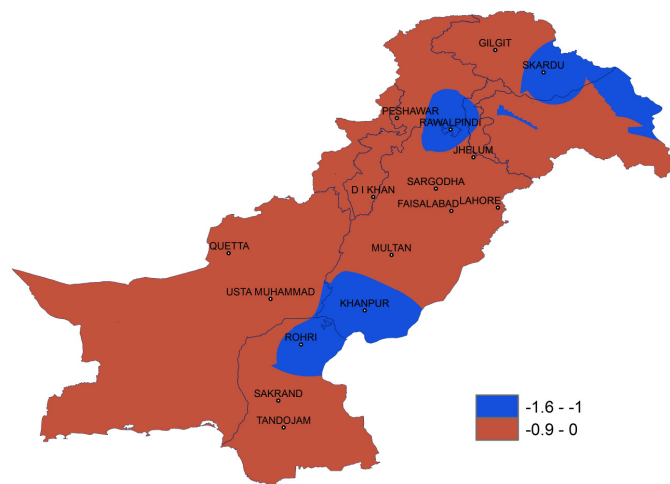 GILGIT
SKARDU
PESHAWAR
RAWALPINDI
JHELUM
SARGODHA
D I KHAN
FAISALABAD
LAHORE
QUETTA
MULTAN
USTA MUHAMMAD
KHANPUR
ROHRI
SAKRAND
TANDOJAM
-1.6 - -1
-0.9 - 0